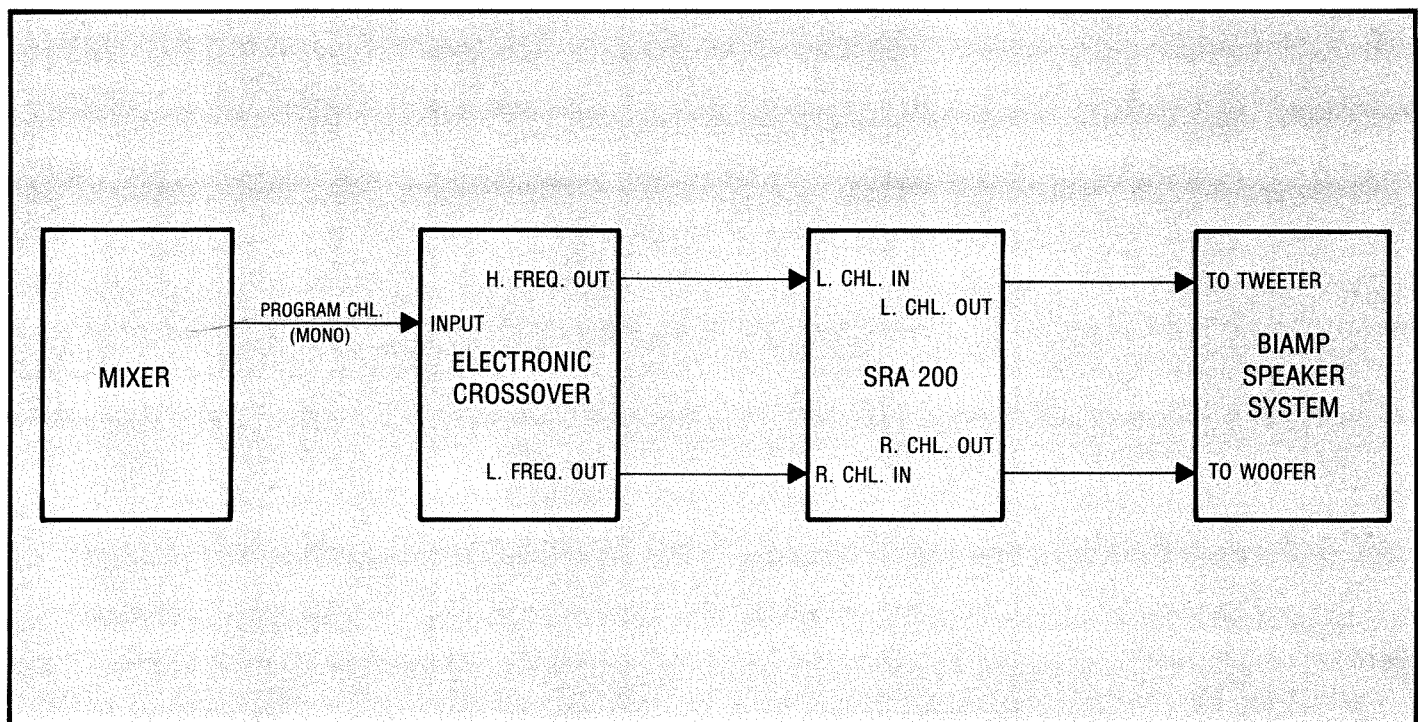 MIXER
PROGRAM CHL.
(MONO)
INPUT
H. FREQ. OUT
ELECTRONIC
CROSSOVER
L. FREQ. OUT
L. CHL. IN
L. CHL. OUT
SRA 200
R. CHL. OUT
R. CHL. IN
TO TWEETER
BIAMP
SPEAKER
SYSTEM
TO WOOFER